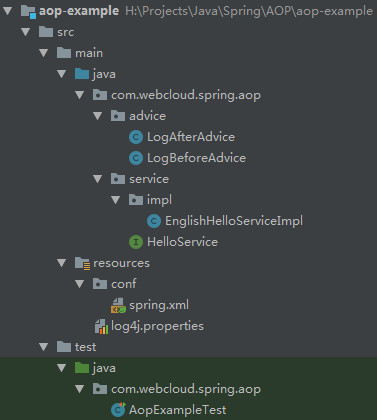 aop-example H:\Projects\Java\Spring\AOP\aop-example
src
main
java
com.webcloud.spring.aop
advice
LogAfterAdvice
LogBeforeAdvice
service
impl
EnglishHelloServiceImpl
HelloService
resources
conf
spring.xml
log4j.properties
test
java
com.webcloud.spring.aop
AopExampleTest